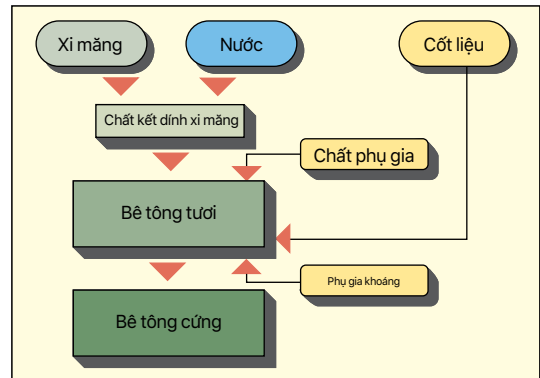 Xi măng
Nước
Cốt liệu
Chất kết dính xi măng
Chất phụ gia
Bê tông tươi
Phụ gia khoáng
Bê tông cứng